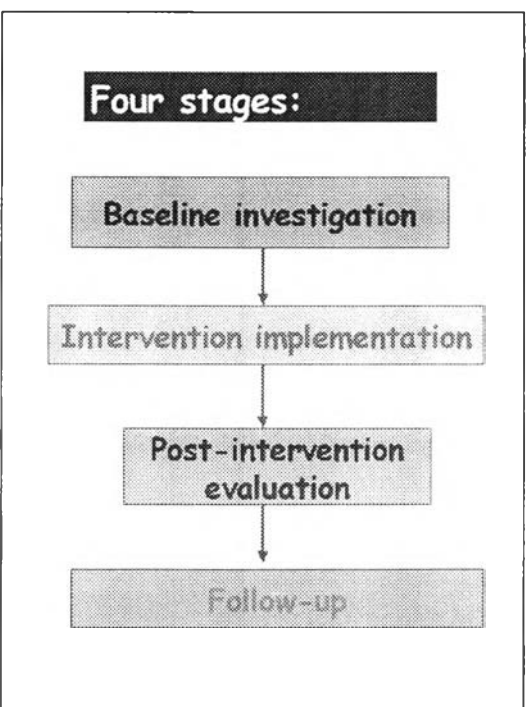 Four stages:
Baseline investigation
Intervention implementation
Post-intervention
evaluation
Follow-up